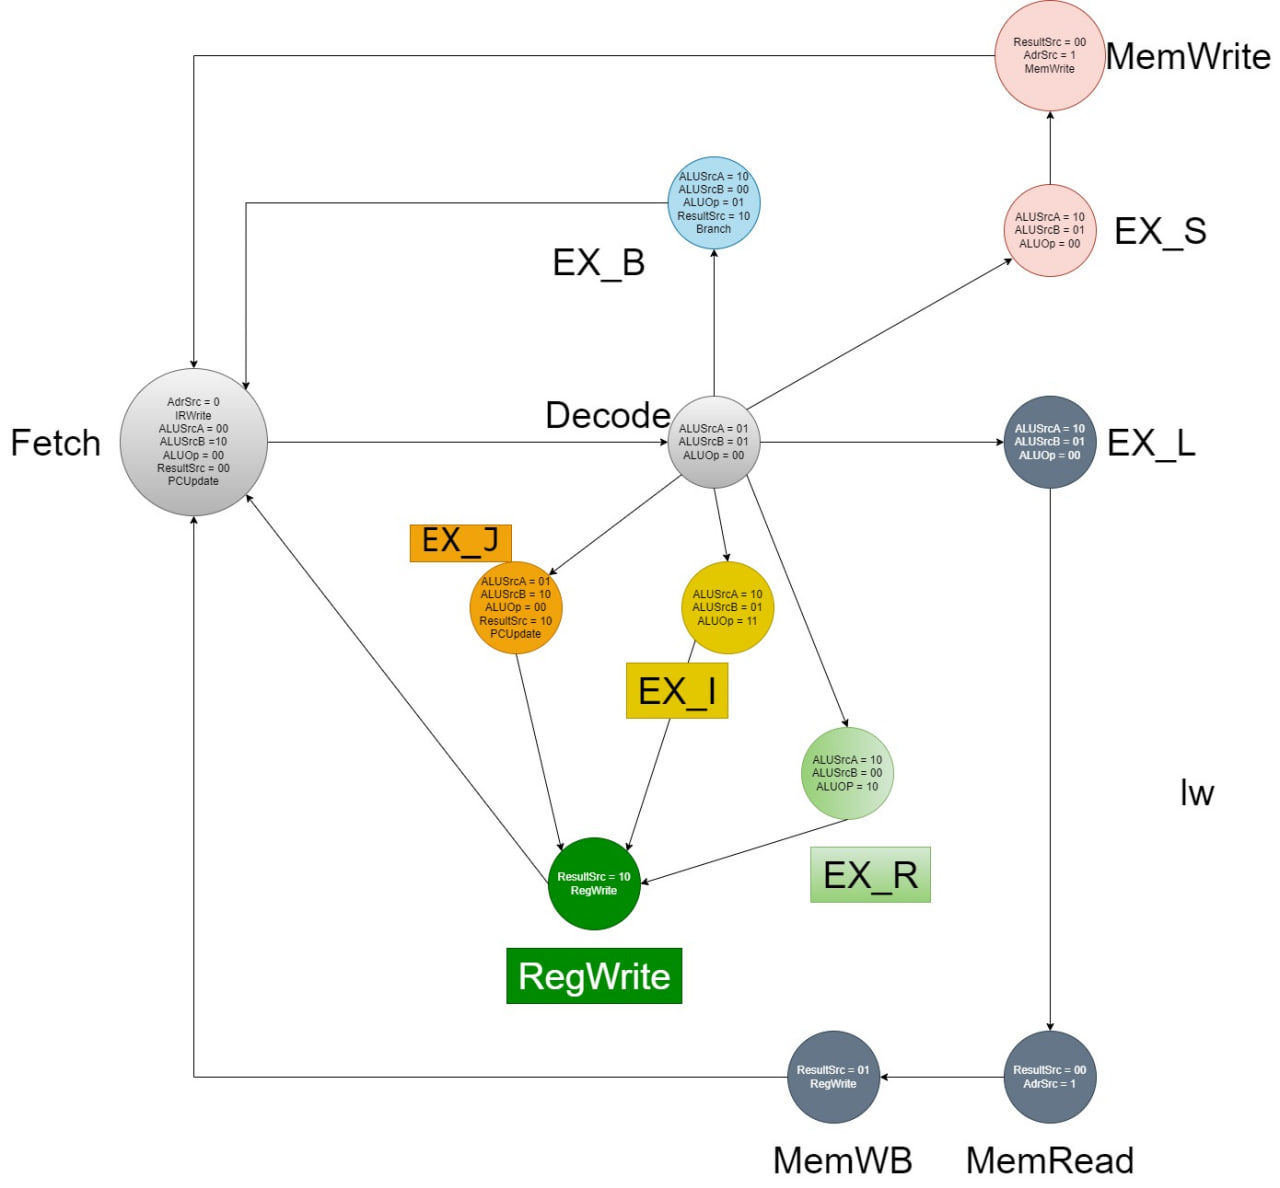 ResultSrc = 00
AdrSrc = 1
MemWrite
MemWrite
ALUSrcA = 10
ALUSrcB = 00
ALUOp = 01
ResultSrc = 10
Branch
EX_B
ALUSrcA = 10
ALUSrcB = 01
ALUOp = 00
EX_S
Fetch
AdrSrc = 0
IRWrite
ALUSrcA = 00
ALUSrcB =10
ALUOp = 00
ResultSrc = 00
PCUpdate
Decode
ALUSrcA = 01
ALUSrcB = 01
ALUOp = 00
ALUSrcA = 10
ALUSrcB = 01
ALUOp = 00
EX_L
EX_J
ALUSrcA = 01
ALUSrcB = 10
ALUOp = 00
ResultSrc = 10
PCUpdate
ALUSrcA = 10
ALUSrcB = 01
ALUOp = 11
EX_I
ALUSrcA = 10
ALUSrcB = 00
ALUOP = 10
EX_R
lw
ResultSrc = 10
RegWrite
RegWrite
ResultSrc = 01
RegWrite
MemWB
ResultSrc = 00
AdrSrc = 1
MemRead